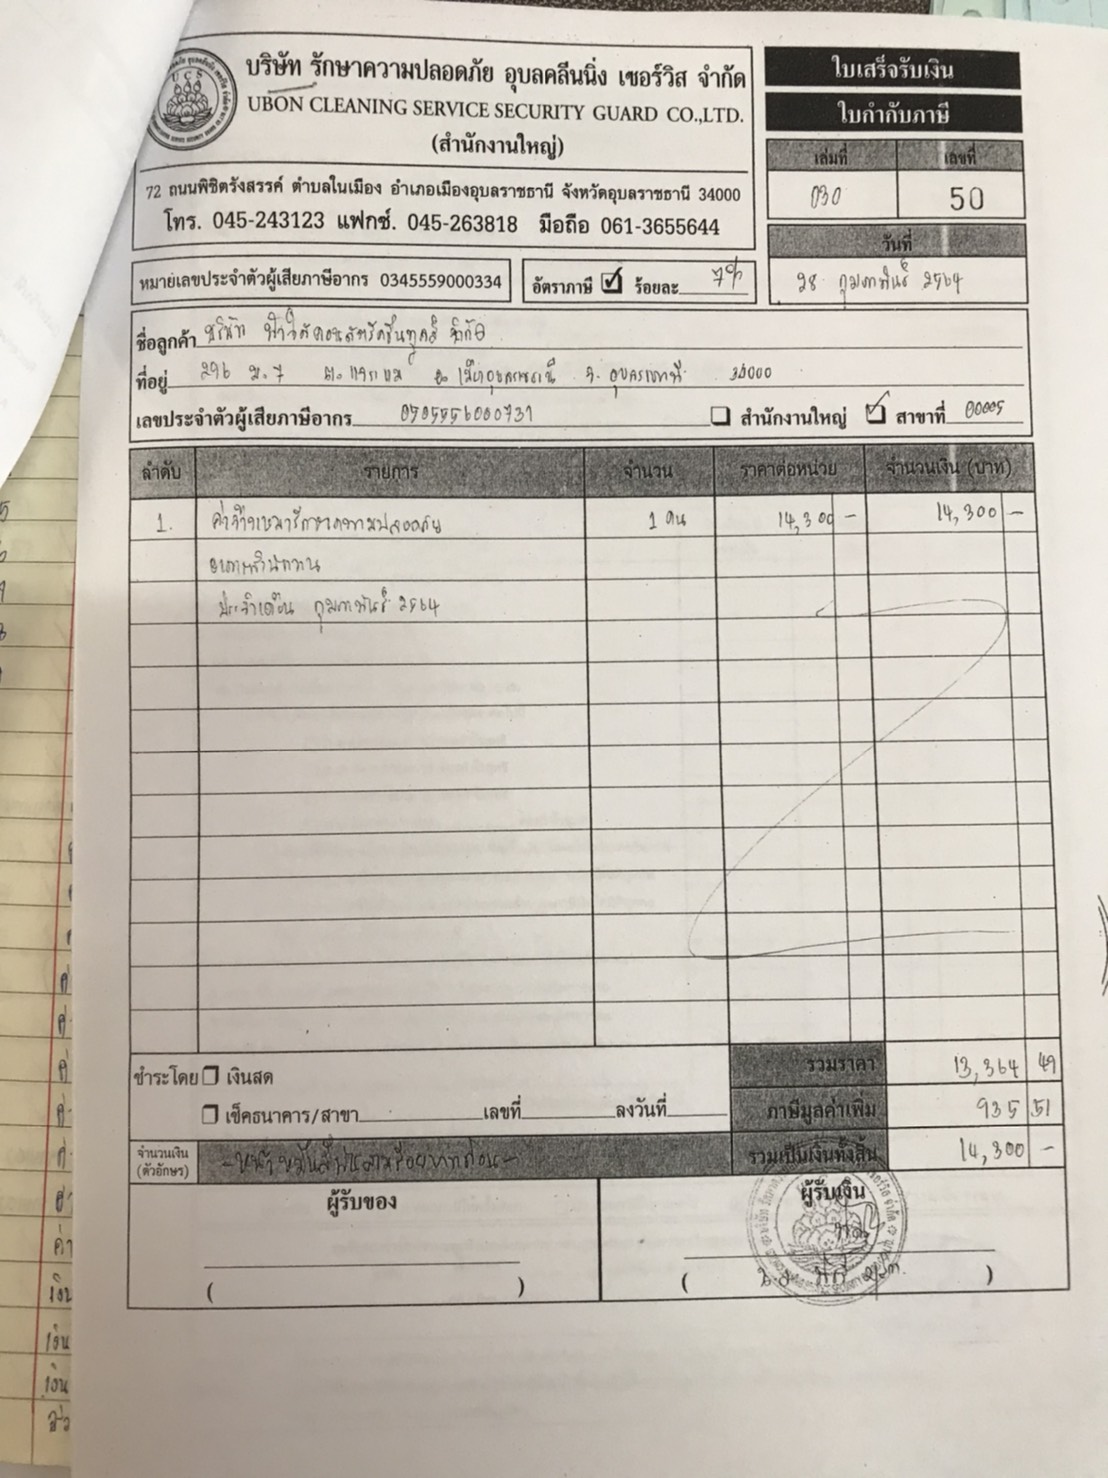 บริษัท รักษาความปลอดภัย อุบลคลีนนิ่ง เซอร์วิส จำกัด
UBON CLEANING SERVICE SECURITY GUARD CO.,LTD.
(สำนักงานใหญ่)
72 ถนนพิชิตรังสรรค์ ตำบลในเมือง อำเภอเมืองอุบลราชธานี จังหวัดอุบลราชธานี 34000
โทร. 045-243123 แฟกซ์. 045-263818 มือถือ 061-3655644
UCS
ใบเสร็จรับเงิน
ใบกำกับภาษี
เล่มที่ เลขที่
030 50
วันที่
28 กุมภาพันธ์ 2564
หมายเลขประจำตัวผู้เสียภาษีอากร 0345559000334
อัตราภาษี ร้อยละ 7%
ชื่อลูกค้า บริษัท จำกัด
ที่อยู่ 296 ม.7 ต. อ. เมืองอุบลราชธานี จ. อุบลราชธานี 34000
เลขประจำตัวผู้เสียภาษีอากร 0505556000731 สำนักงานใหญ่ สาขาที่ 00005
ลำดับ รายการ จำนวน ราคาต่อหน่วย จำนวนเงิน (บาท)
1. ค่าจ้างเหมารักษาความปลอดภัย 1 คน 14,300 - 14,300 -
ประจำเดือน กุมภาพันธ์ 2564
ชำระโดย เงินสด รวมราคา 13,364 49
เช็คธนาคาร/สาขา เลขที่ ลงวันที่ ภาษีมูลค่าเพิ่ม 935 51
จำนวนเงิน (ตัวอักษร) - หนึ่งหมื่นสี่พันสามร้อยบาทถ้วน - รวมเป็นเงินทั้งสิ้น 14,300 -
ผู้รับของ ผู้รับเงิน
( ) ( )